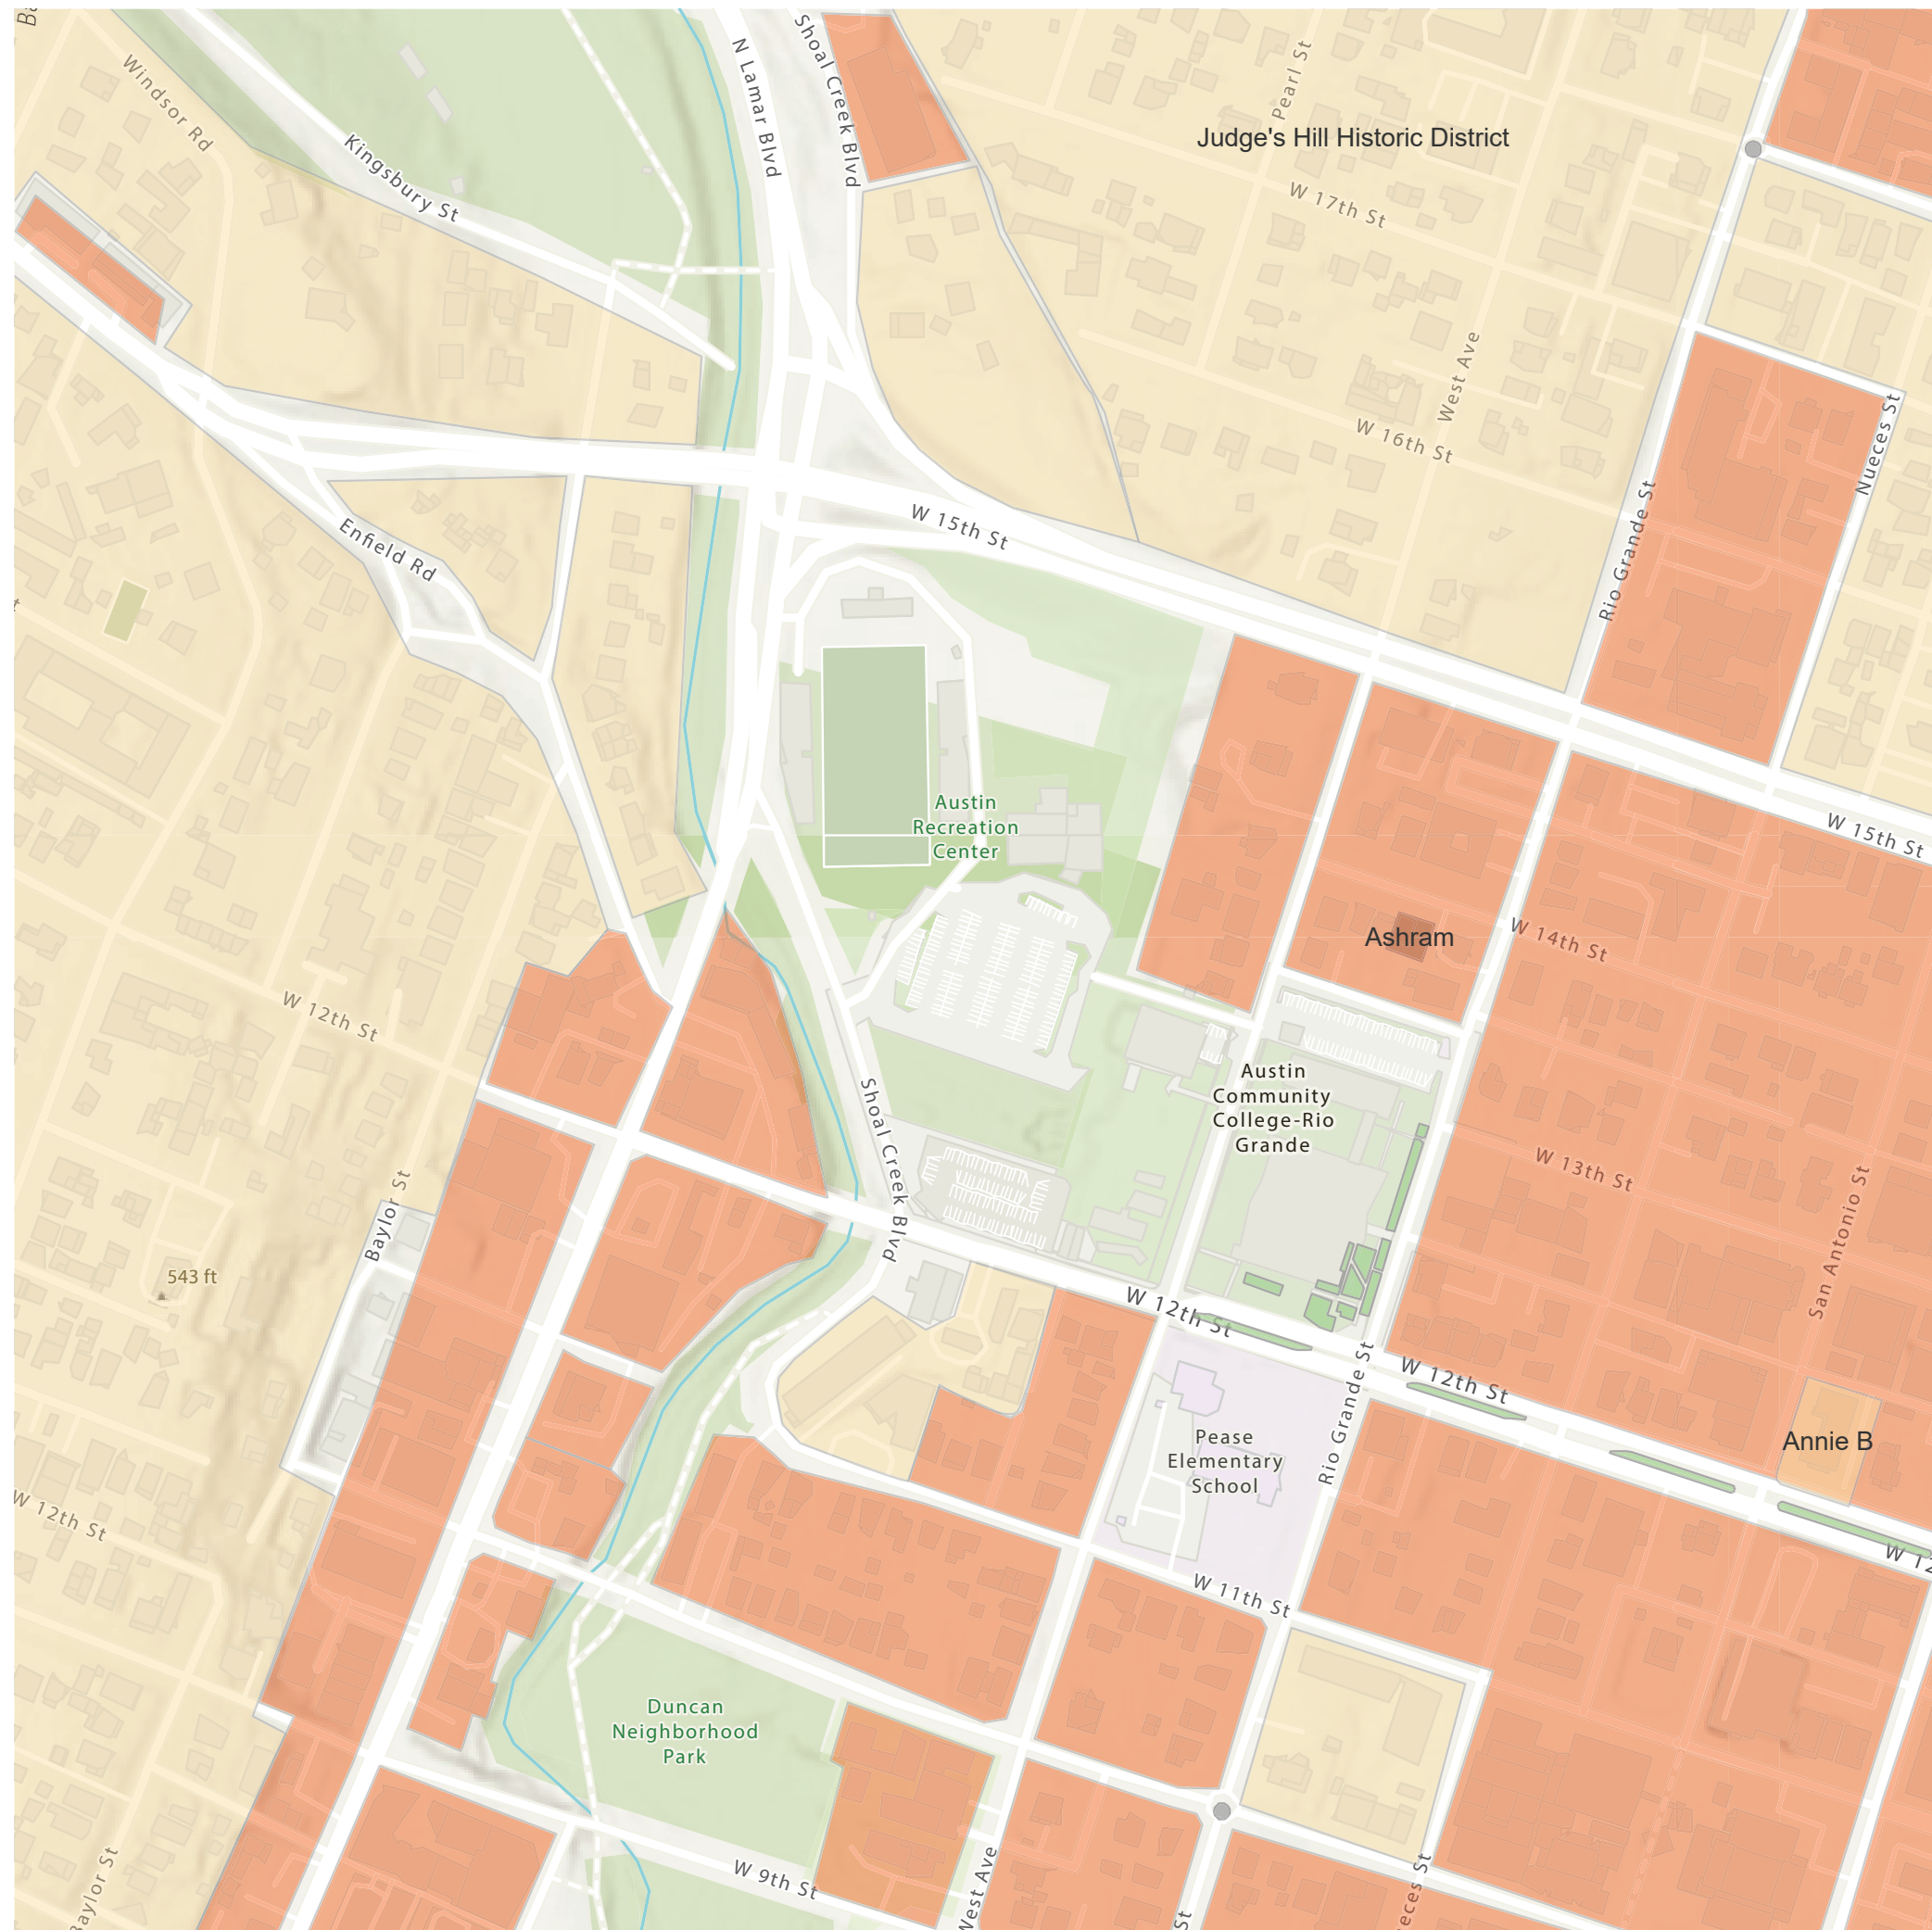 Windsor Rd
Kingsbury St
N Lamar Blvd
Shoal Creek Blvd
Pearl St
Judge's Hill Historic District
W 17th St
West Ave
W 16th St
Nueces St
Rio Grande St
W 15th St
Enfield Rd
Austin
Recreation
Center
W 15th St
Ashram
W 14th St
W 12th St
Austin
Community
College-Rio
Grande
Shoal Creek Blvd
W 13th St
San Antonio St
Baylor St
543 ft
W 12th St
W 12th St
Rio Grande St
Pease
Elementary
School
Annie B
W 12th St
W 12
W 11th St
Duncan
Neighborhood
Park
W 9th St
West Ave
St
eces St
Baylor St